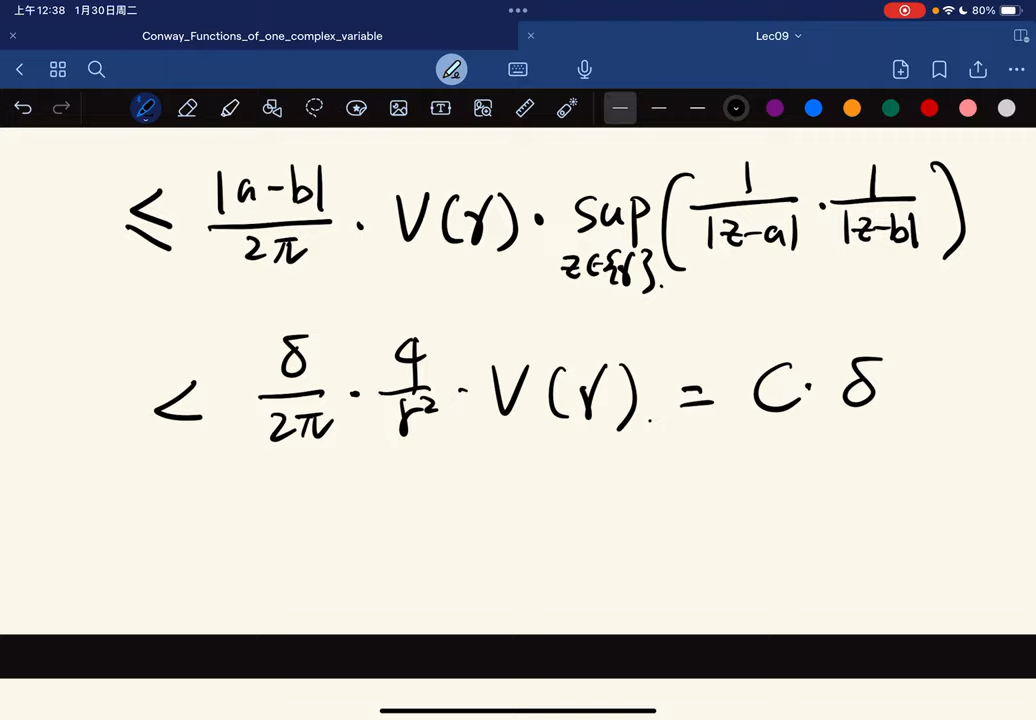 上午12:38 1月30日周二 80%
Conway_Functions_of_one_complex_variable Lec09
≤ |a-b|/2π · V(γ) · sup_{z∈{γ}} ( 1/|z-a| · 1/|z-b| )
< δ/2π · 4/r² · V(γ) = C · δ